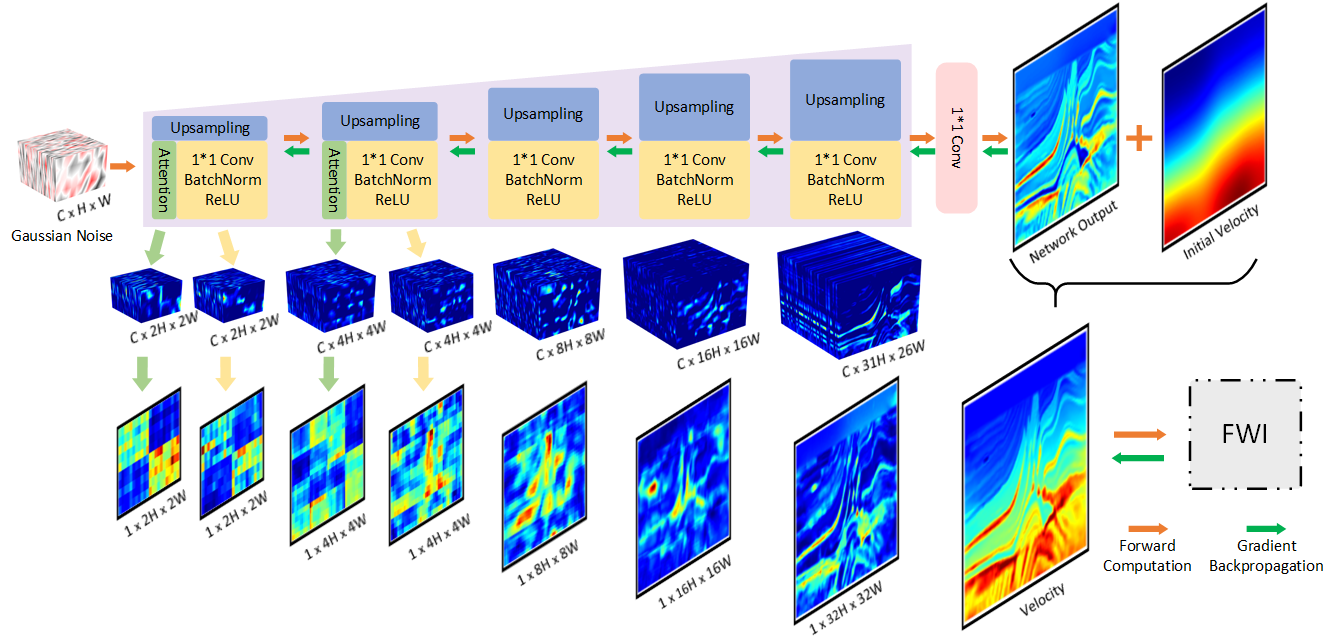 Upsampling
Attention
1*1 Conv
BatchNorm
ReLU
Upsampling
Attention
1*1 Conv
BatchNorm
ReLU
Upsampling
1*1 Conv
BatchNorm
ReLU
Upsampling
1*1 Conv
BatchNorm
ReLU
Upsampling
1*1 Conv
BatchNorm
ReLU
1*1 Conv
C x H x W
Gaussian Noise
Network Output
+
Initial Velocity
C x 2H x 2W
C x 2H x 2W
C x 4H x 4W
C x 4H x 4W
C x 8H x 8W
C x 16H x 16W
C x 31H x 26W
1 x 2H x 2W
1 x 2H x 2W
1 x 4H x 4W
1 x 4H x 4W
1 x 8H x 8W
1 x 16H x 16W
1 x 32H x 32W
Velocity
FWI
Forward
Computation
Gradient
Backpropagation